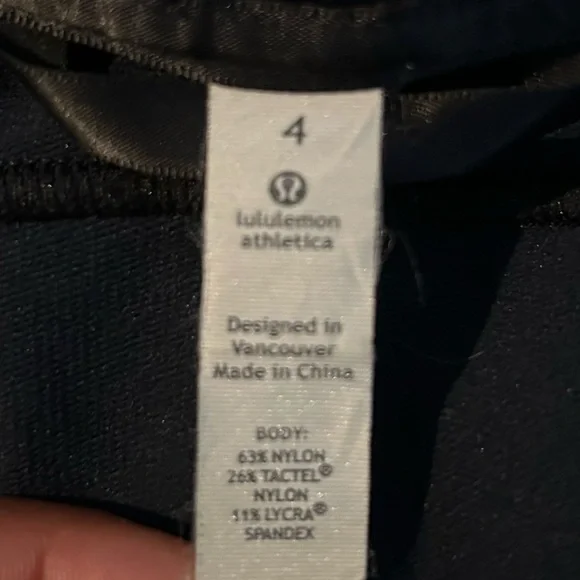 4
lululemon
athletica
Designed in
Vancouver
Made in China
BODY:
63% NYLON
26% TACTEL®
NYLON
11% LYCRA®
SPANDEX